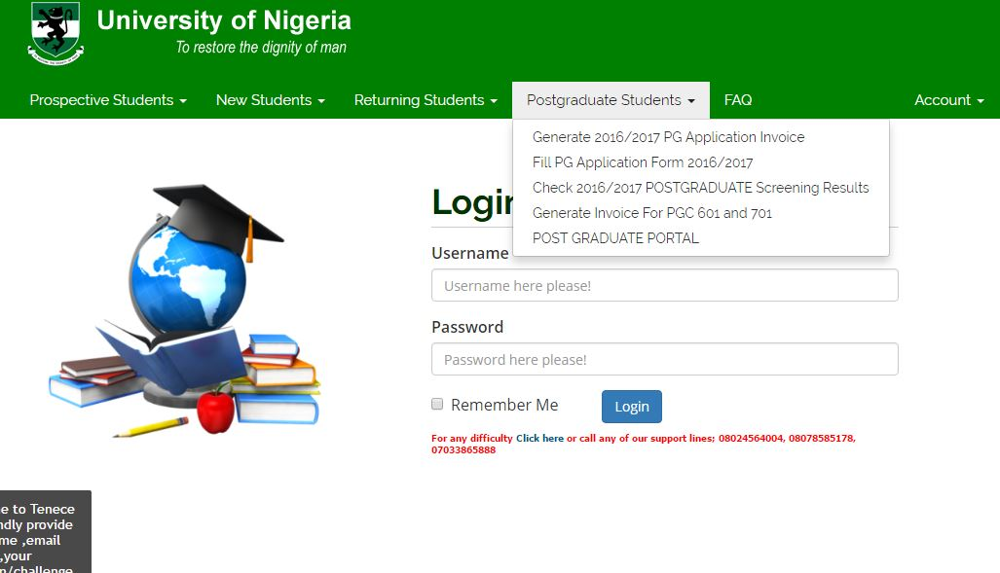 University of Nigeria
To restore the dignity of man
Prospective Students New Students Returning Students Postgraduate Students FAQ Account
Generate 2016/2017 PG Application Invoice
Fill PG Application Form 2016/2017
Check 2016/2017 POSTGRADUATE Screening Results
Generate Invoice For PGC 601 and 701
POST GRADUATE PORTAL
Login
Username
Username here please!
Password
Password here please!
Remember Me Login
For any difficulty Click here or call any of our support lines; 08024564004, 08078585178,
07033865888
e to Tenece
ndly provide
me ,email
,your
n/challenge